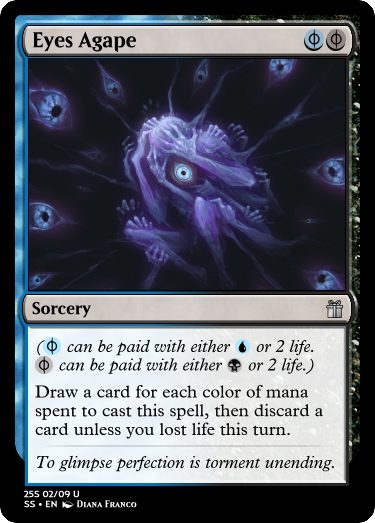 Eyes Agape
Sorcery
( can be paid with either or 2 life.
can be paid with either or 2 life.)
Draw a card for each color of mana
spent to cast this spell, then discard a
card unless you lost life this turn.
To glimpse perfection is torment unending.
25S 02/09 U
SS • EN Diana Franco